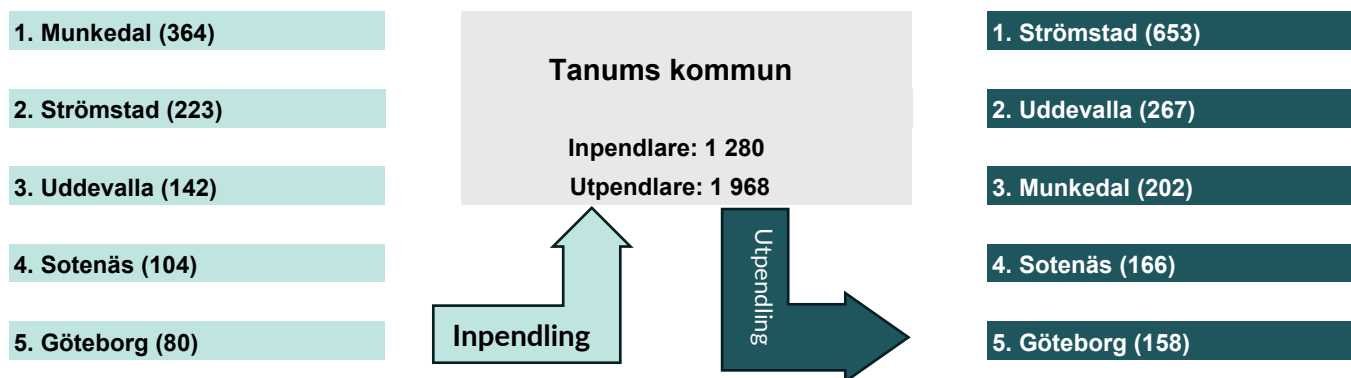 1. Munkedal (364)
2. Strömstad (223)
3. Uddevalla (142)
4. Sotenäs (104)
5. Göteborg (80)
Tanums kommun
Inpendlare: 1 280
Utpendlare: 1 968
Inpendling
Utpendling
1. Strömstad (653)
2. Uddevalla (267)
3. Munkedal (202)
4. Sotenäs (166)
5. Göteborg (158)